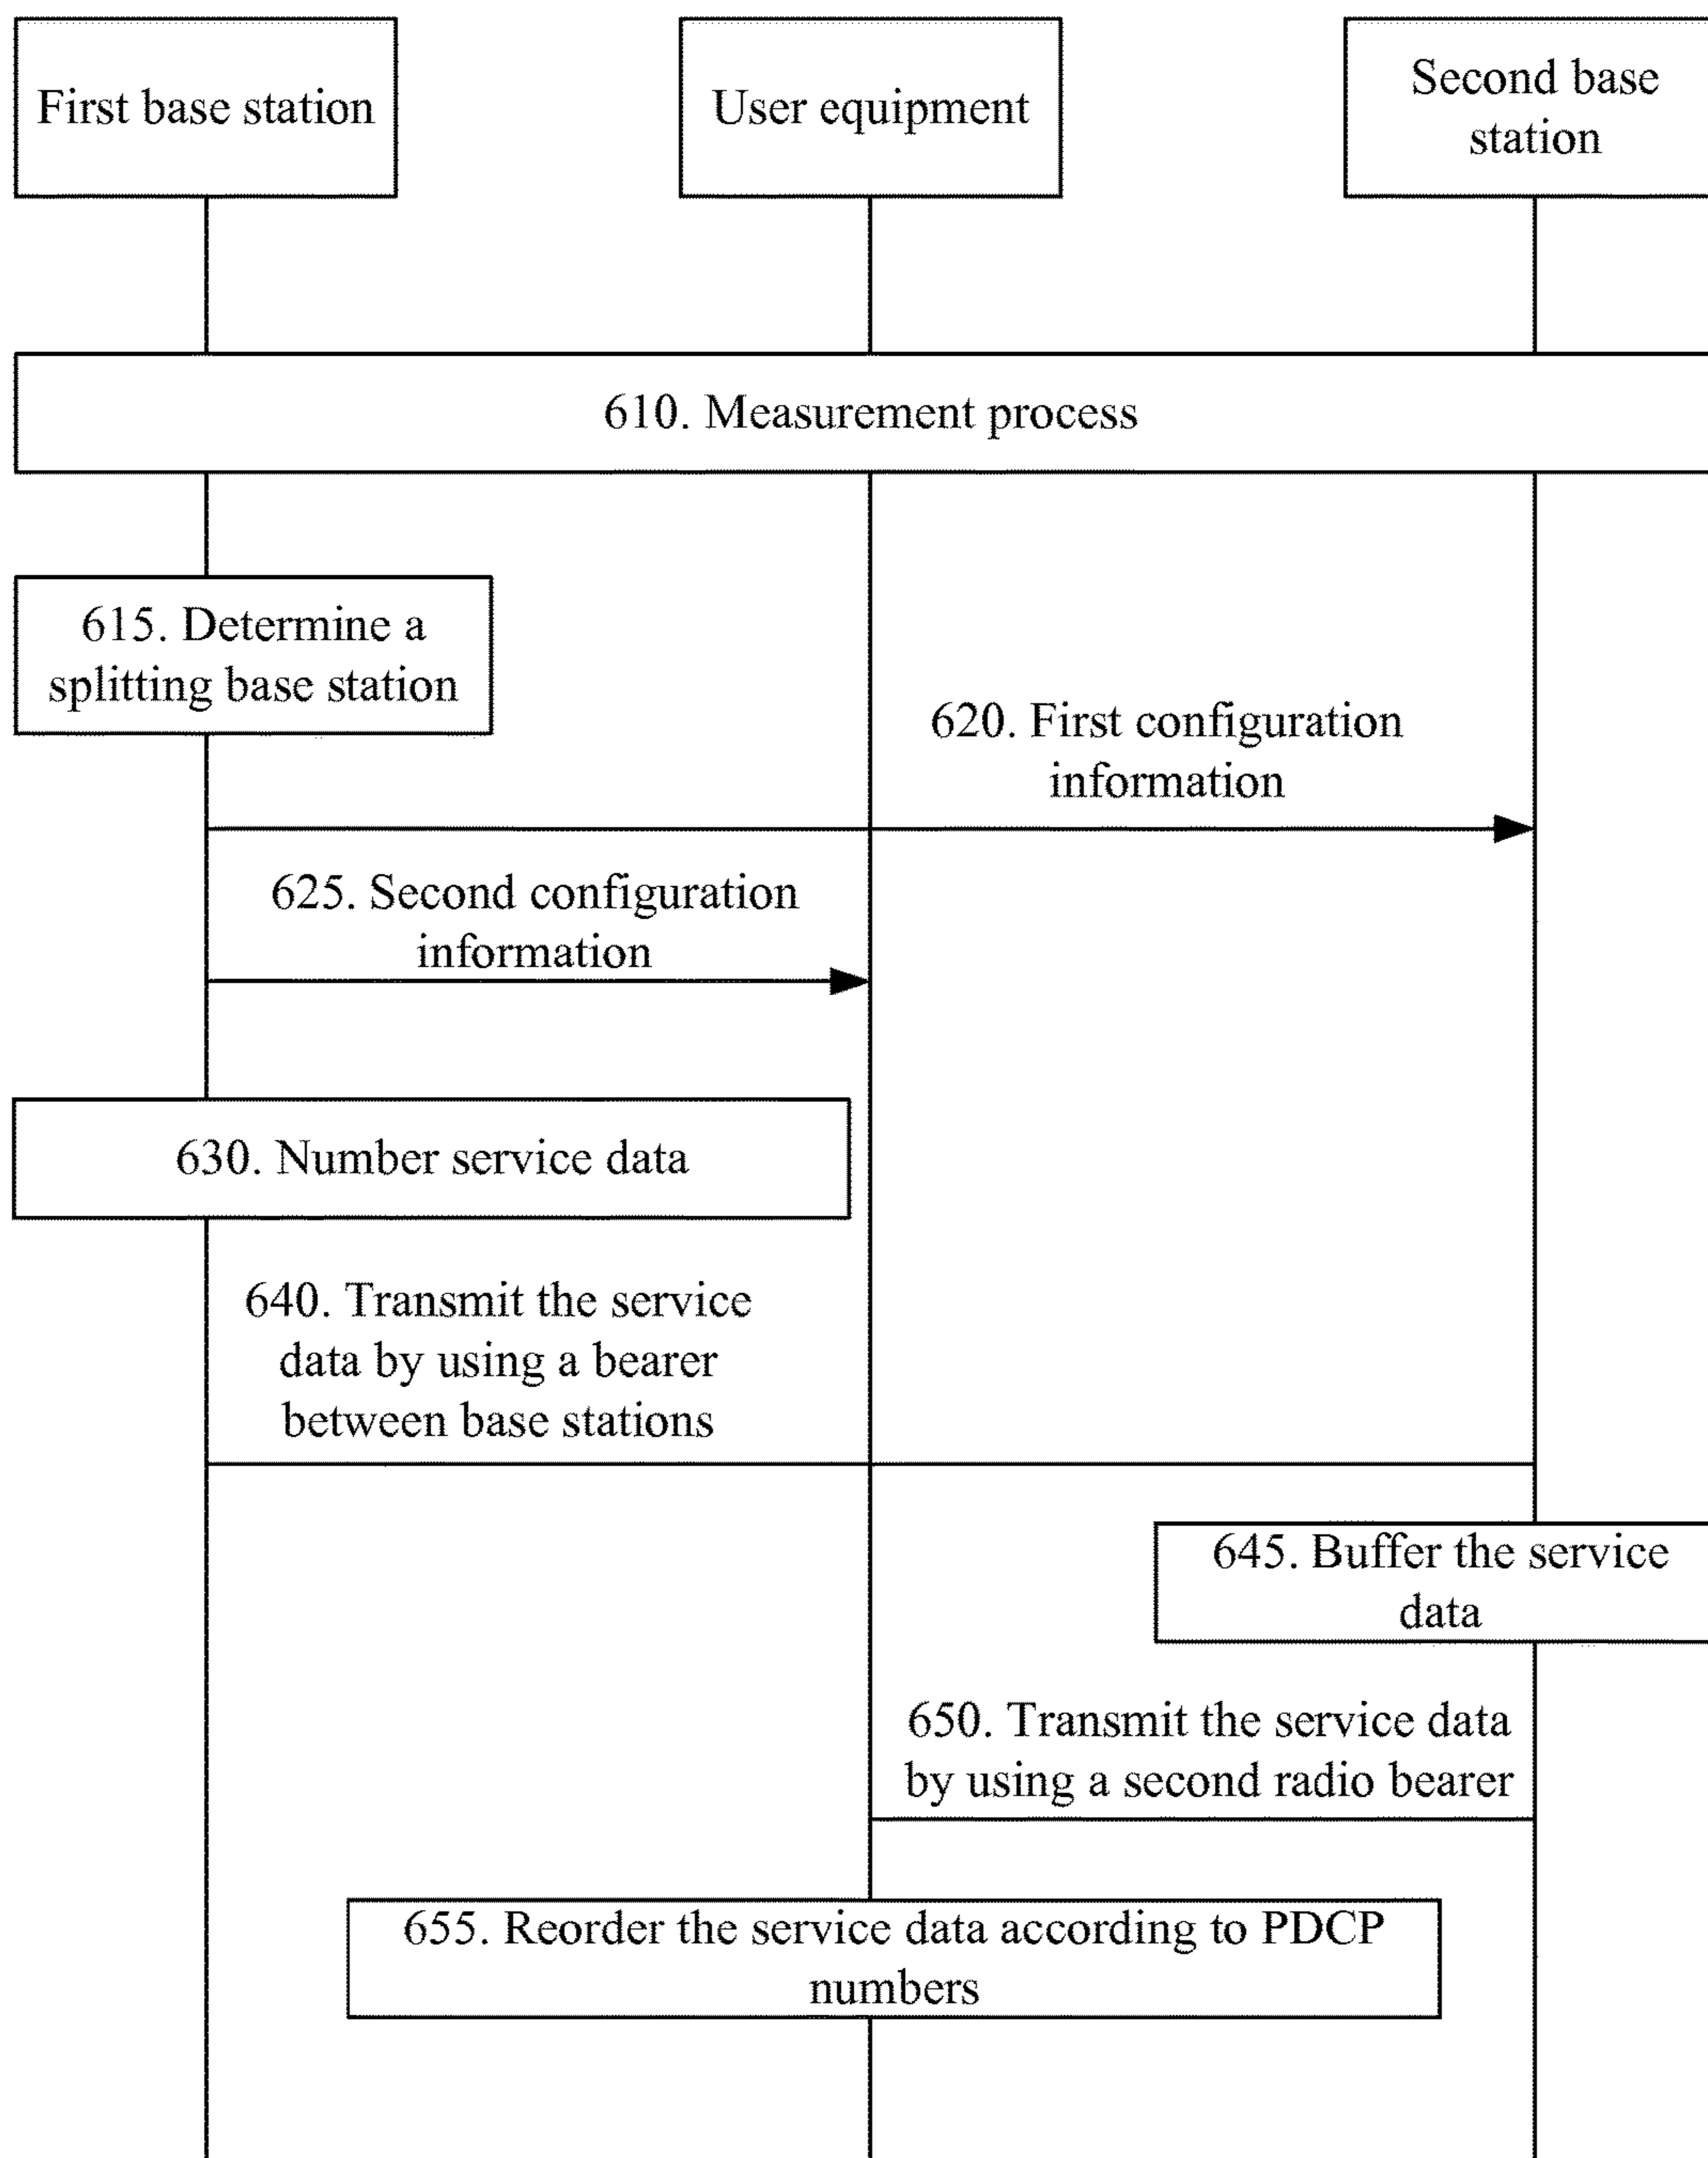 First base station
User equipment
Second base
station
610. Measurement process
615. Determine a
splitting base station
620. First configuration
information
625. Second configuration
information
630. Number service data
640. Transmit the service
data by using a bearer
between base stations
645. Buffer the service
data
650. Transmit the service data
by using a second radio bearer
655. Reorder the service data according to PDCP
numbers